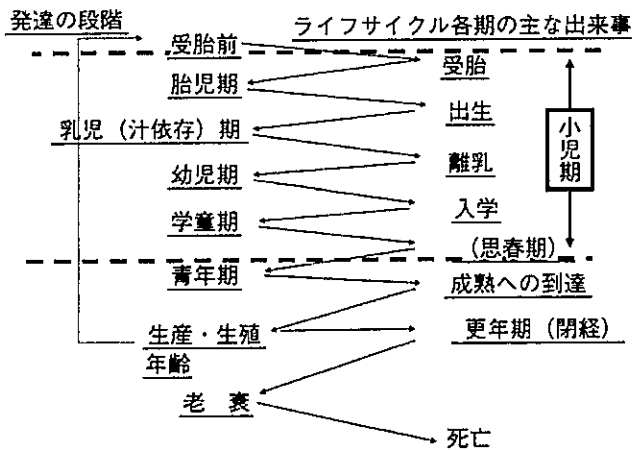 発達の段階
ライフサイクル各期の主な出来事
受胎前
受胎
胎児期
出生
乳児（汁依存）期
離乳
幼児期
入学
学童期
（思春期）
青年期
成熟への到達
生産・生殖
年齢
更年期（閉経）
老　衰
死亡
小児期